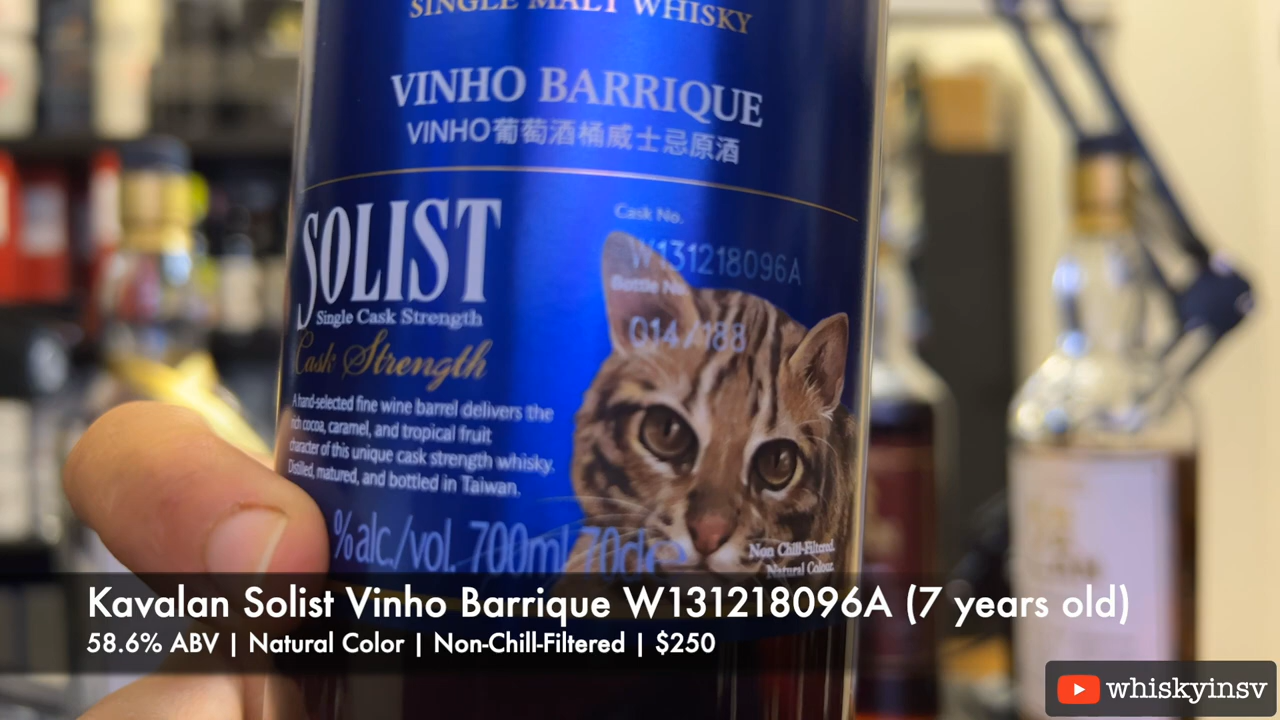 SINGLE MALT WHISKY
VINHO BARRIQUE
VINHO葡萄酒桶威士忌原酒
SOLIST
Single Cask Strength
Cask Strength
Cask No.
W131218096A
Bottle No
014/188
A hand-selected fine wine barrel delivers the
rich cocoa, caramel, and tropical fruit
character of this unique cask strength whisky.
Distilled, matured, and bottled in Taiwan.
% alc./vol. 700ml 70cl e
Non Chill-Filtered.
Natural Colour
Kavalan Solist Vinho Barrique W131218096A (7 years old)
58.6% ABV | Natural Color | Non-Chill-Filtered | $250
whiskyinsv